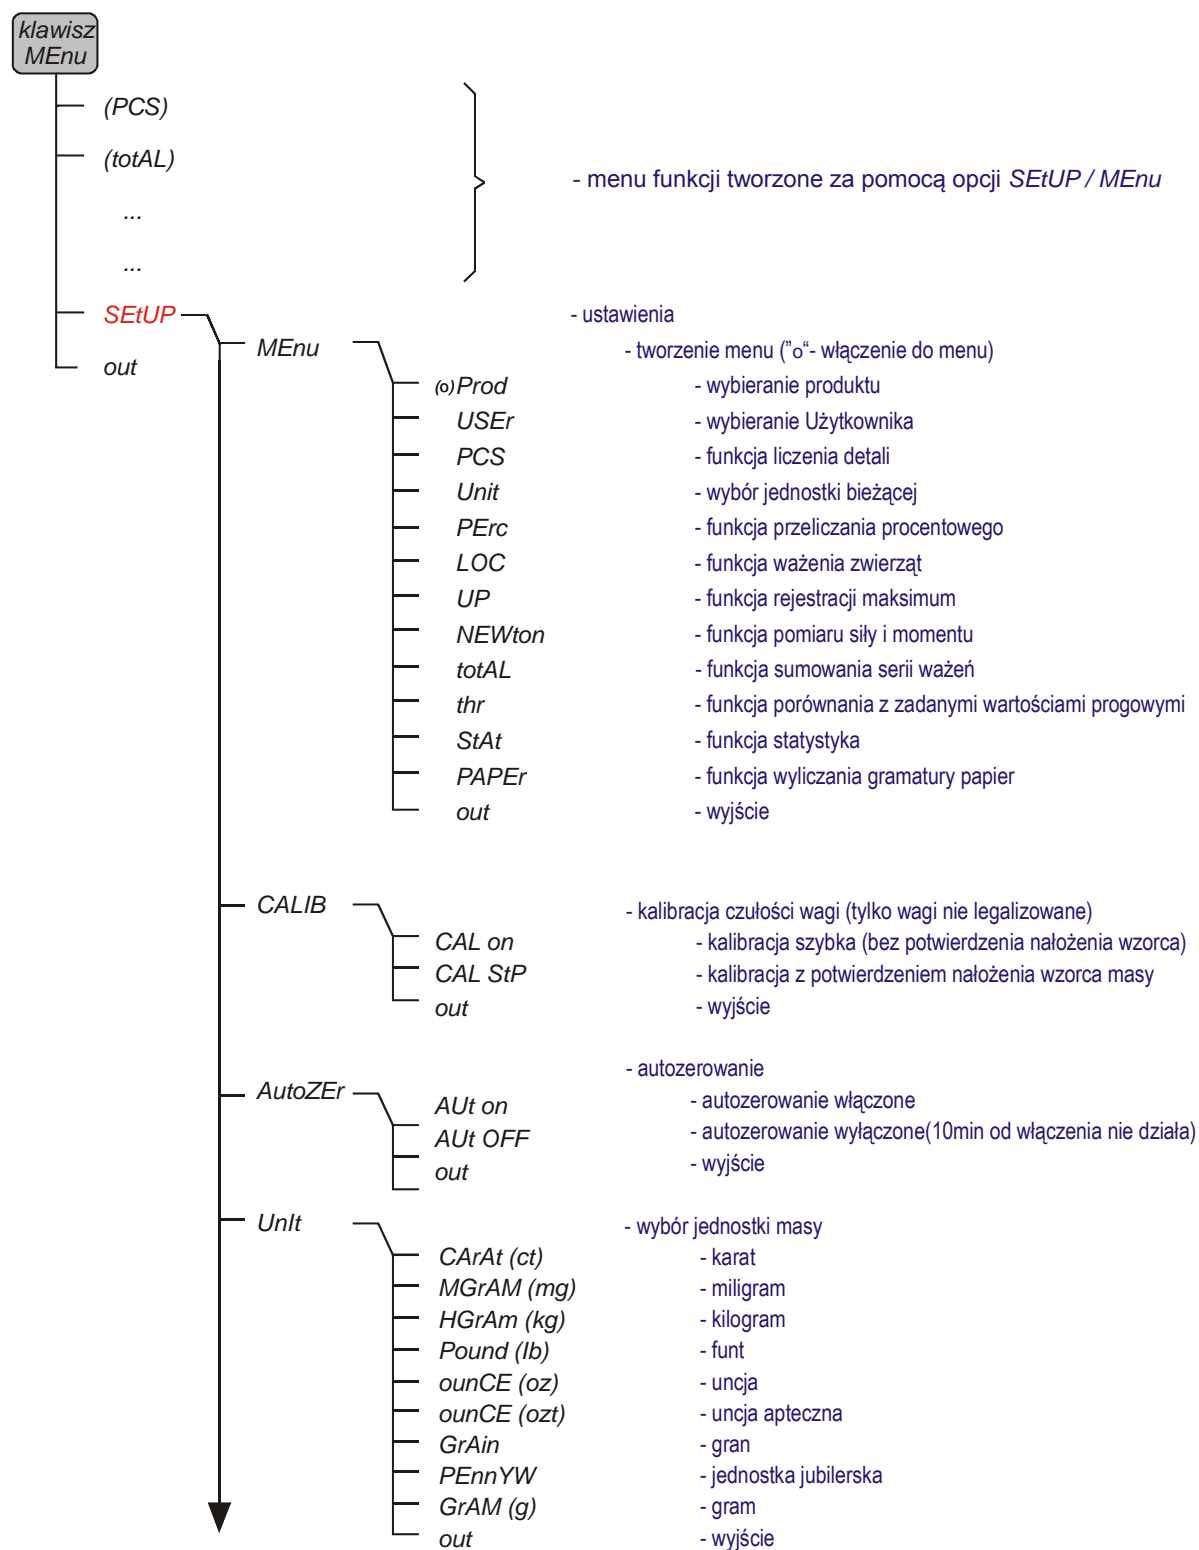 klawisz
MEnu
(PCS)
(totAL)
...
...
- menu funkcji tworzone za pomocą opcji SEtUP / MEnu
SEtUP - ustawienia
MEnu - tworzenie menu ("o"- włączenie do menu)
out
(o) Prod - wybieranie produktu
USEr - wybieranie Użytkownika
PCS - funkcja liczenia detali
Unit - wybór jednostki bieżącej
PErc - funkcja przeliczania procentowego
LOC - funkcja ważenia zwierząt
UP - funkcja rejestracji maksimum
NEWton - funkcja pomiaru siły i momentu
totAL - funkcja sumowania serii ważeń
thr - funkcja porównania z zadanymi wartościami progowymi
StAt - funkcja statystyka
PAPEr - funkcja wyliczania gramatury papier
out - wyjście
CALIB - kalibracja czułości wagi (tylko wagi nie legalizowane)
CAL on - kalibracja szybka (bez potwierdzenia nałożenia wzorca)
CAL StP - kalibracja z potwierdzeniem nałożenia wzorca masy
out - wyjście
AutoZEr - autozerowanie
AUt on - autozerowanie włączone
AUt OFF - autozerowanie wyłączone(10min od włączenia nie działa)
out - wyjście
UnIt - wybór jednostki masy
CArAt (ct) - karat
MGrAM (mg) - miligram
HGrAm (kg) - kilogram
Pound (lb) - funt
ounCE (oz) - uncja
ounCE (ozt) - uncja apteczna
GrAin - gran
PEnnYW - jednostka jubilerska
GrAM (g) - gram
out - wyjście